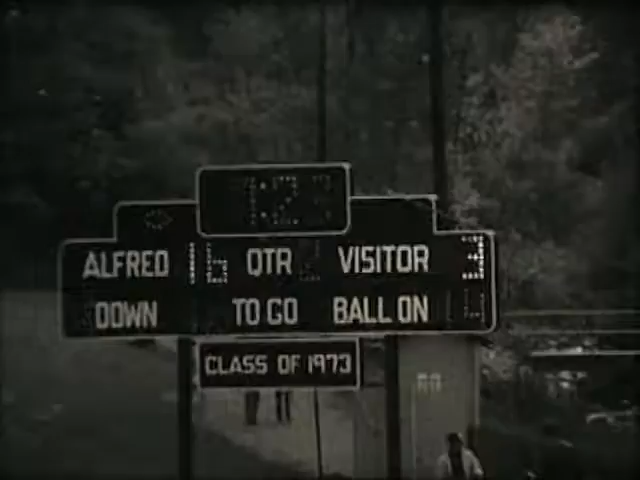 ALFRED 16 QTR VISITOR 3
DOWN TO GO BALL ON
CLASS OF 1973